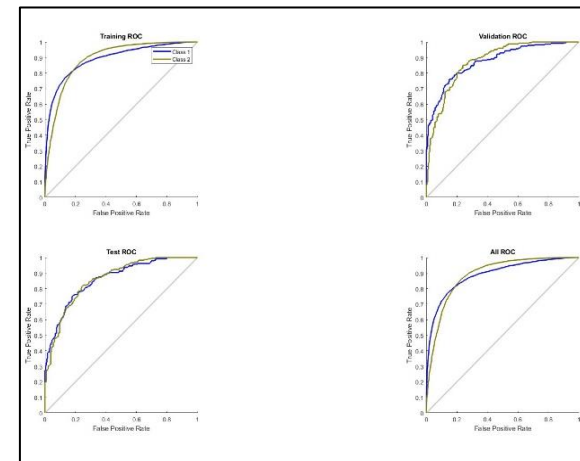 Training ROC
1
0.9
0.8
0.7
0.6
0.5
0.4
0.3
0.2
0.1
0
True Positive Rate
Class 1
Class 2
0 0.2 0.4 0.6 0.8 1
False Positive Rate
Validation ROC
1
0.9
0.8
0.7
0.6
0.5
0.4
0.3
0.2
0.1
0
True Positive Rate
0 0.2 0.4 0.6 0.8 1
False Positive Rate
Test ROC
1
0.9
0.8
0.7
0.6
0.5
0.4
0.3
0.2
0.1
0
True Positive Rate
0 0.2 0.4 0.6 0.8 1
False Positive Rate
All ROC
1
0.9
0.8
0.7
0.6
0.5
0.4
0.3
0.2
0.1
0
True Positive Rate
0 0.2 0.4 0.6 0.8 1
False Positive Rate